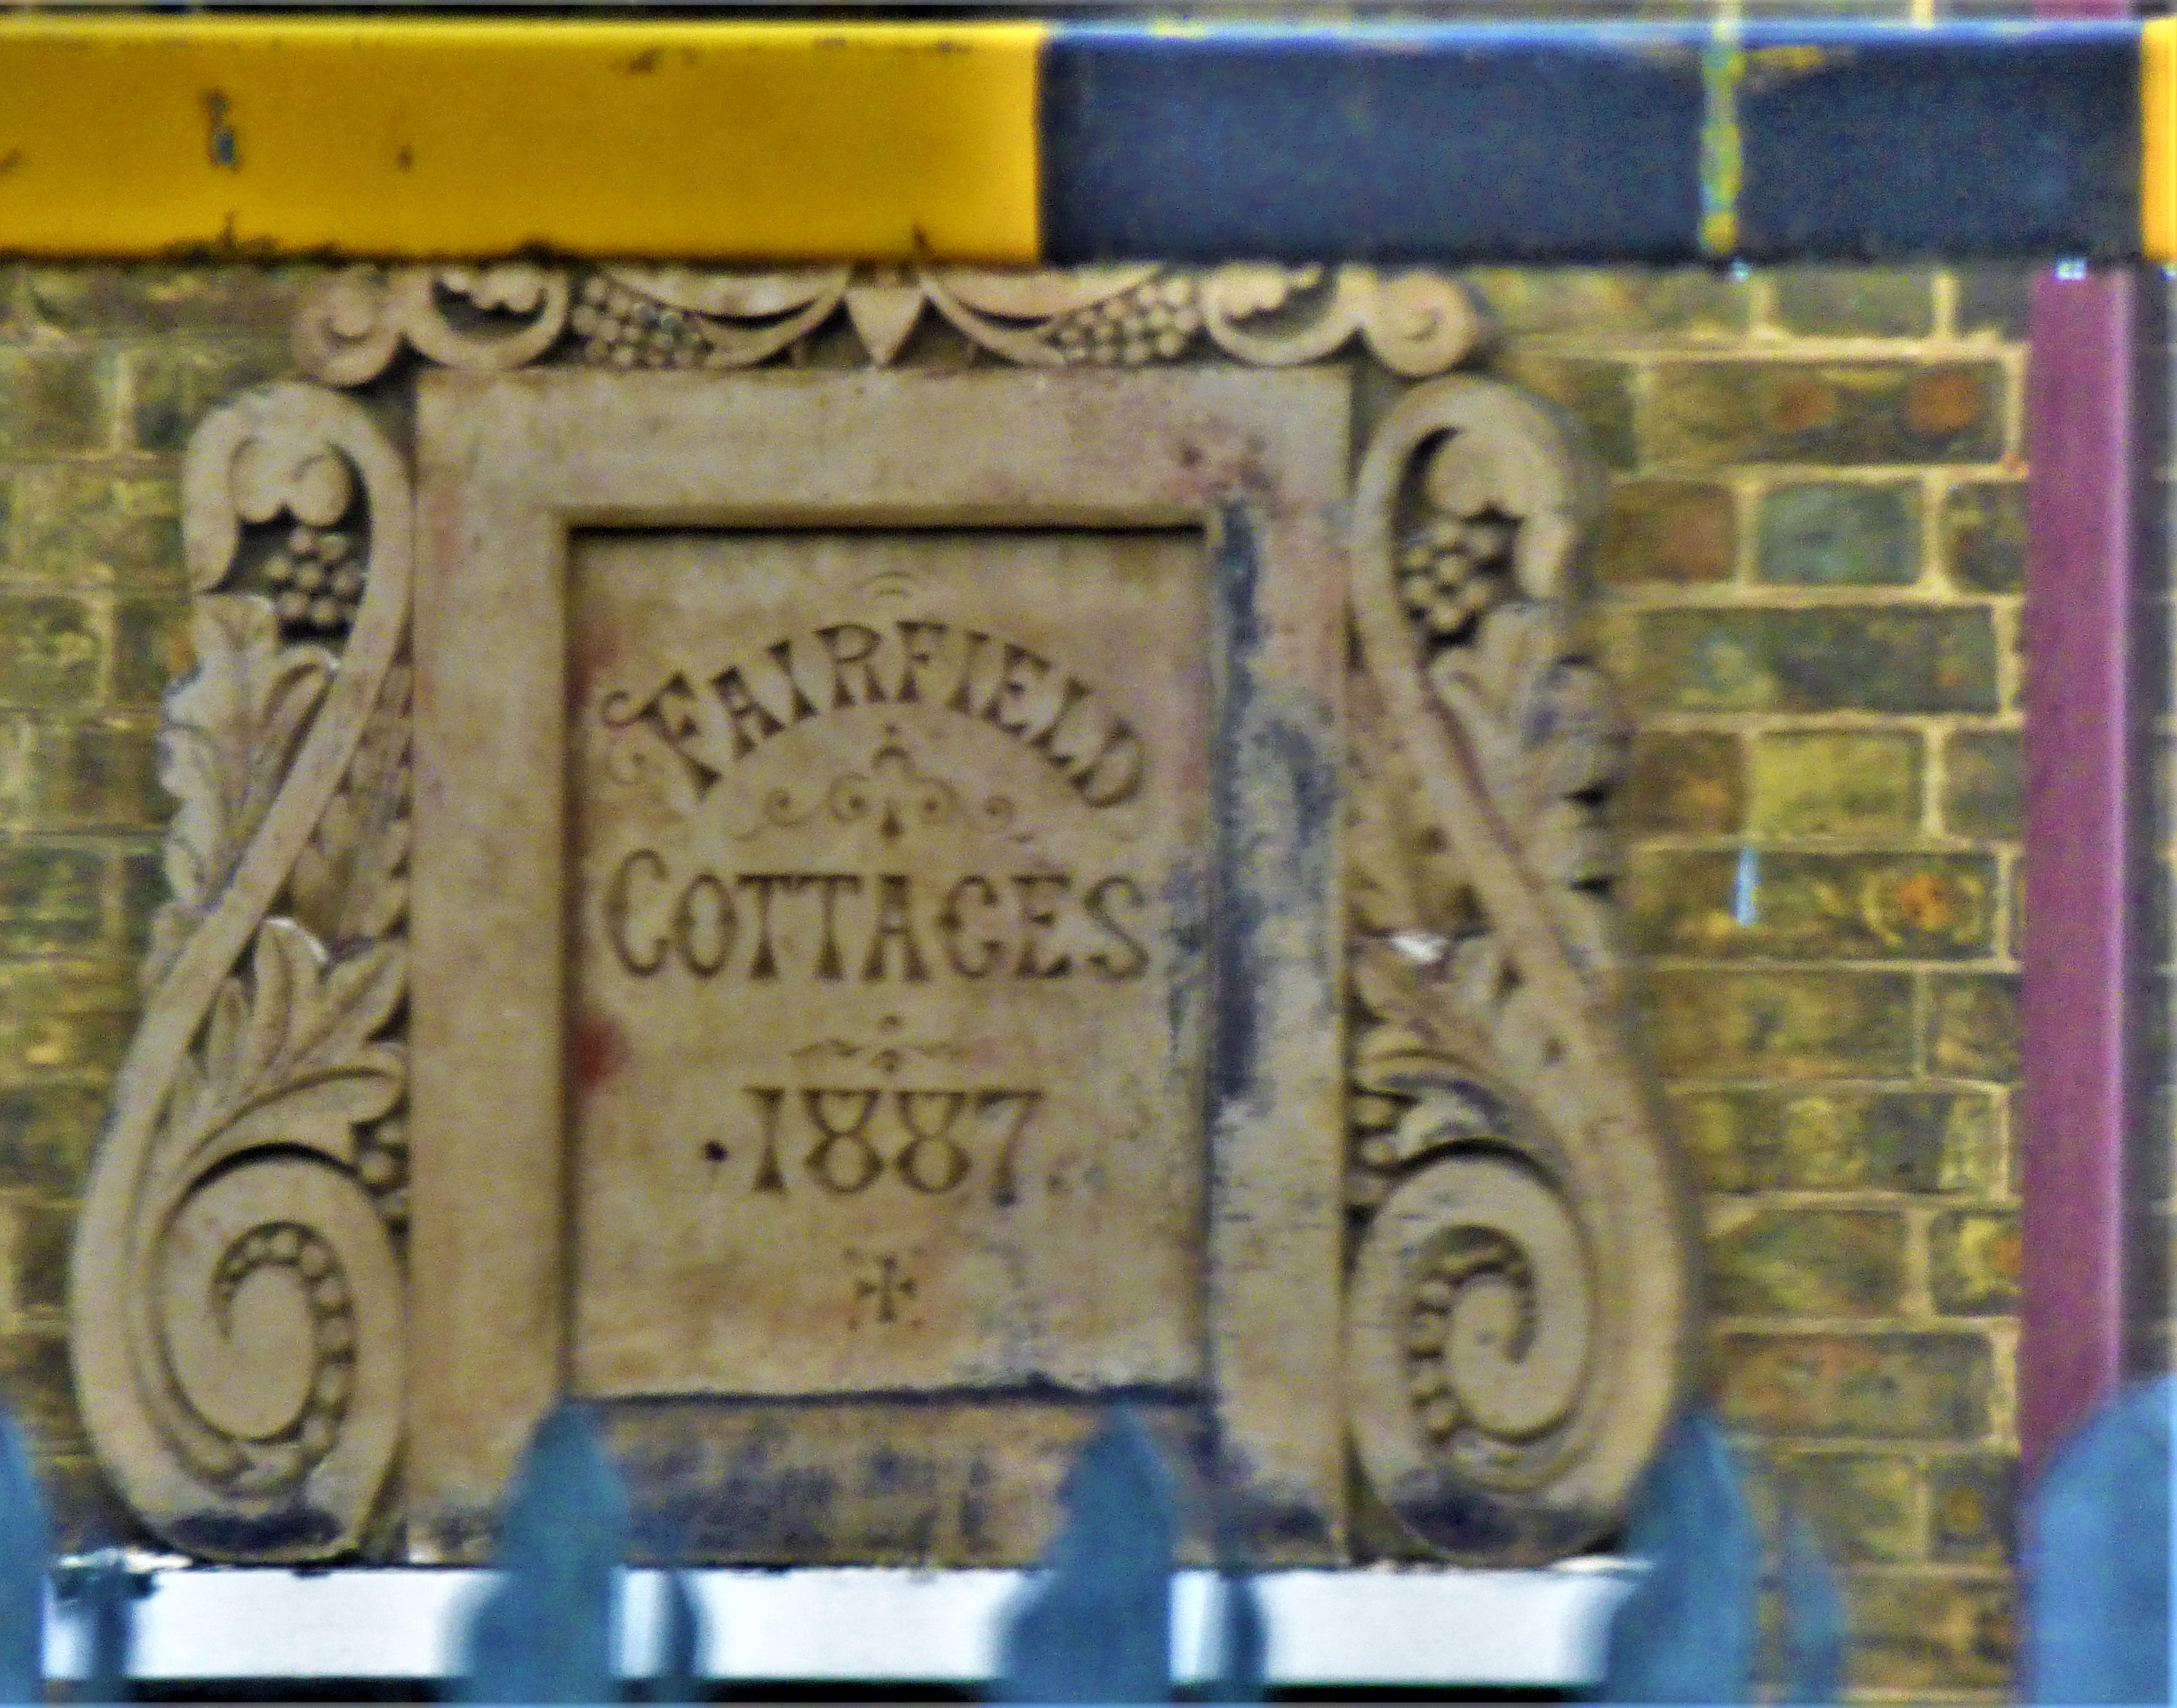 FAIRFIELD
COTTAGES
· 1887 ·